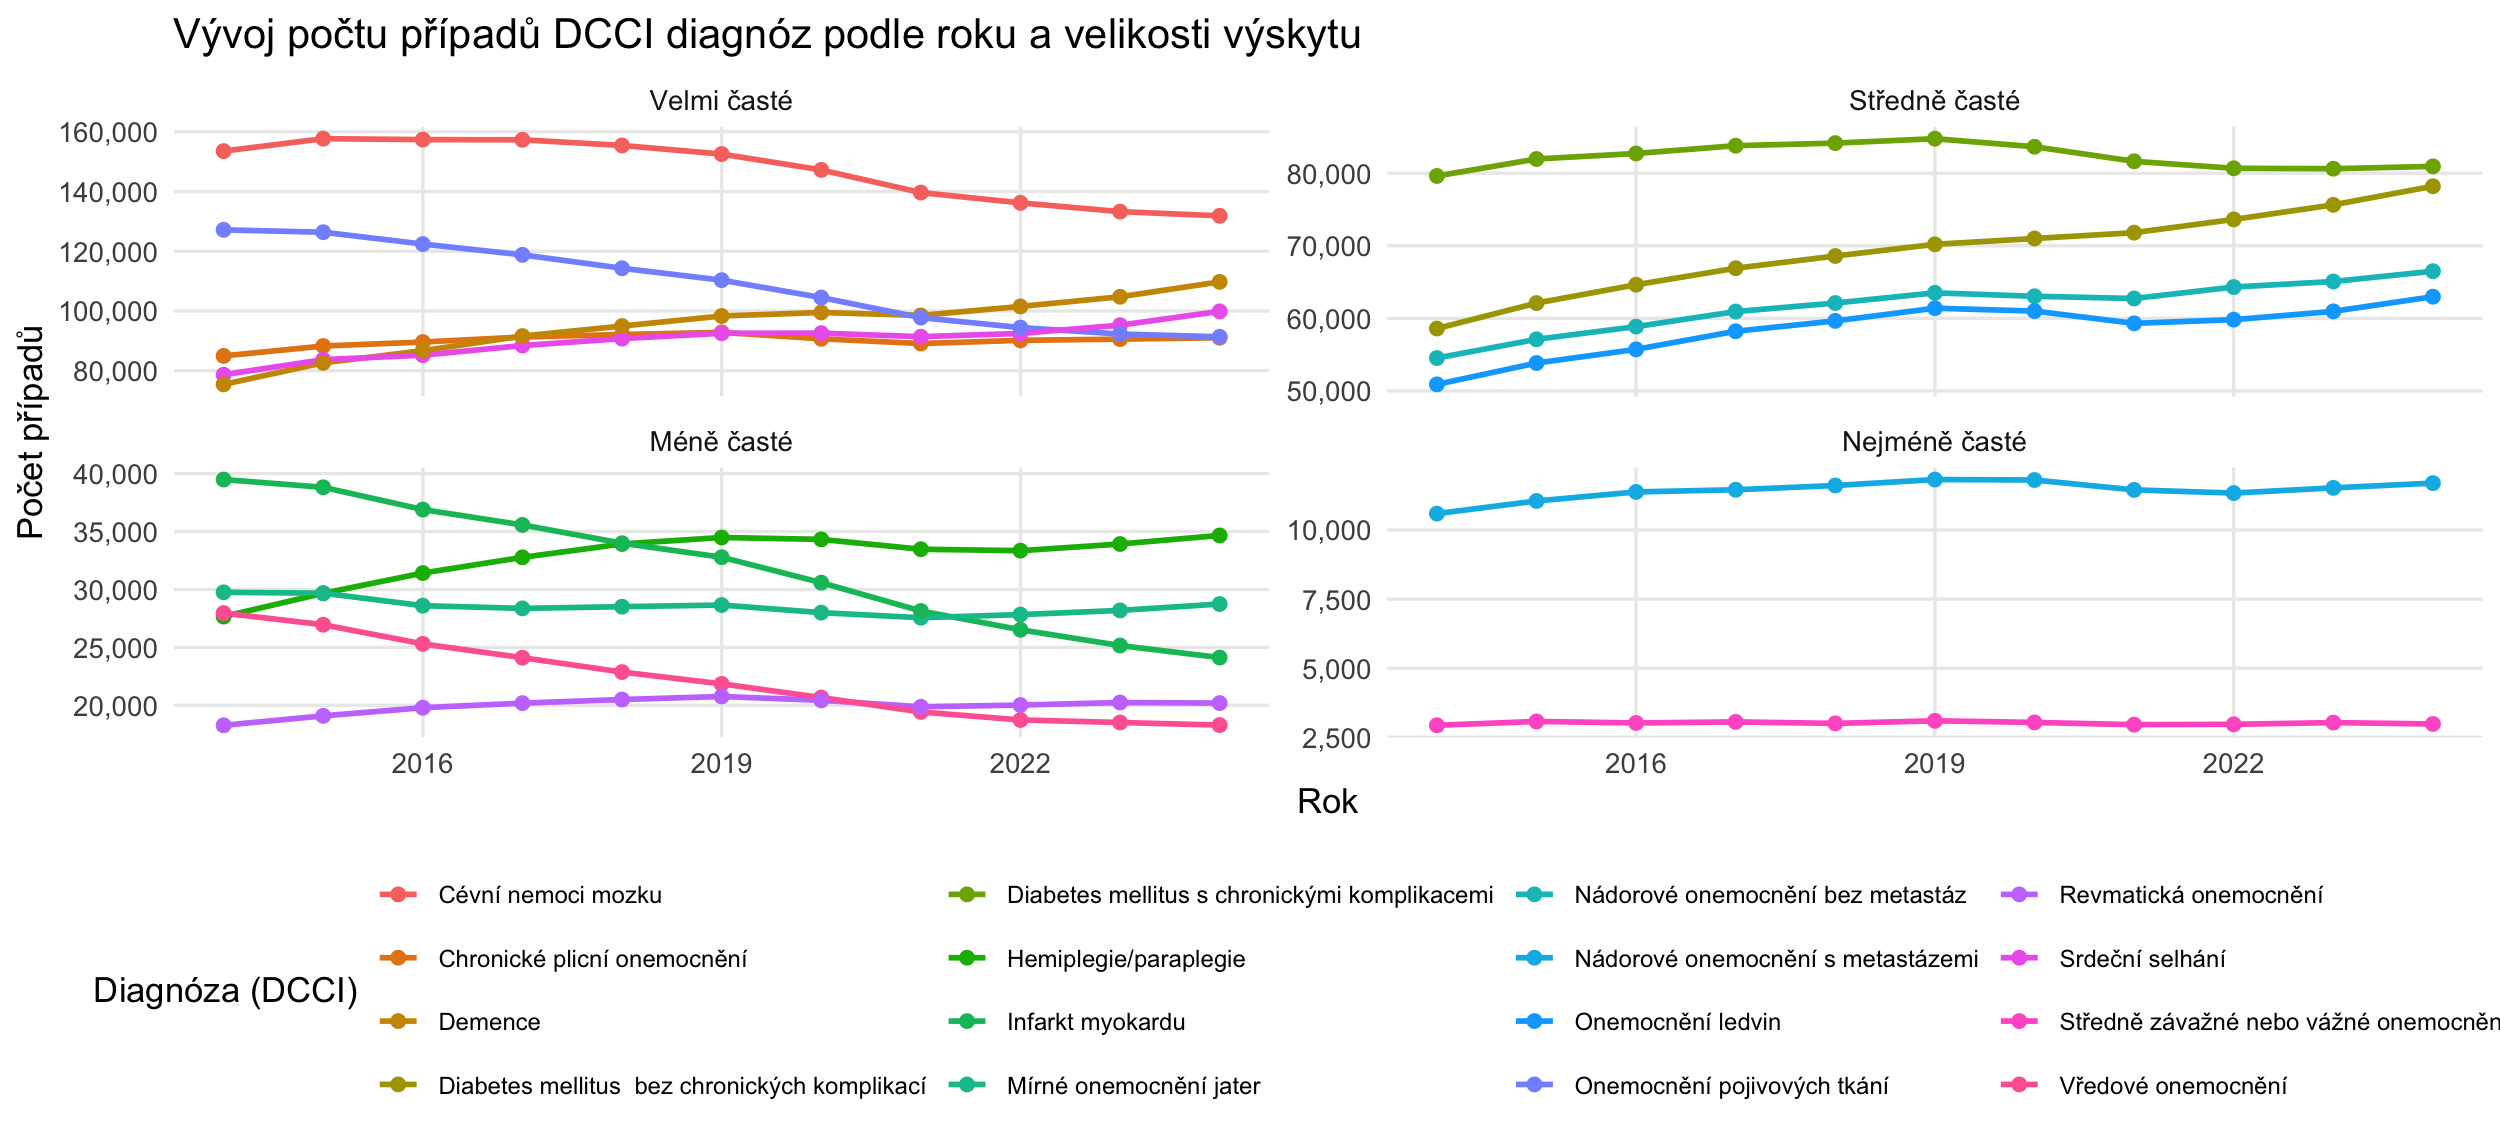 Vývoj počtu případů DCCI diagnóz podle roku a velikosti výskytu
Velmi časté
160,000
140,000
120,000
100,000
80,000
Středně časté
80,000
70,000
60,000
50,000
Počet případů
Méně časté
40,000
35,000
30,000
25,000
20,000
2016 2019 2022
Nejméně časté
10,000
7,500
5,000
2,500
2016 2019 2022
Rok
Diagnóza (DCCI)
Cévní nemoci mozku
Chronické plicní onemocnění
Demence
Diabetes mellitus  bez chronických komplikací
Diabetes mellitus s chronickými komplikacemi
Hemiplegie/paraplegie
Infarkt myokardu
Mírné onemocnění jater
Nádorové onemocnění bez metastáz
Nádorové onemocnění s metastázemi
Onemocnění ledvin
Onemocnění pojivových tkání
Revmatická onemocnění
Srdeční selhání
Středně závažné nebo vážné onemocněn
Vředové onemocnění